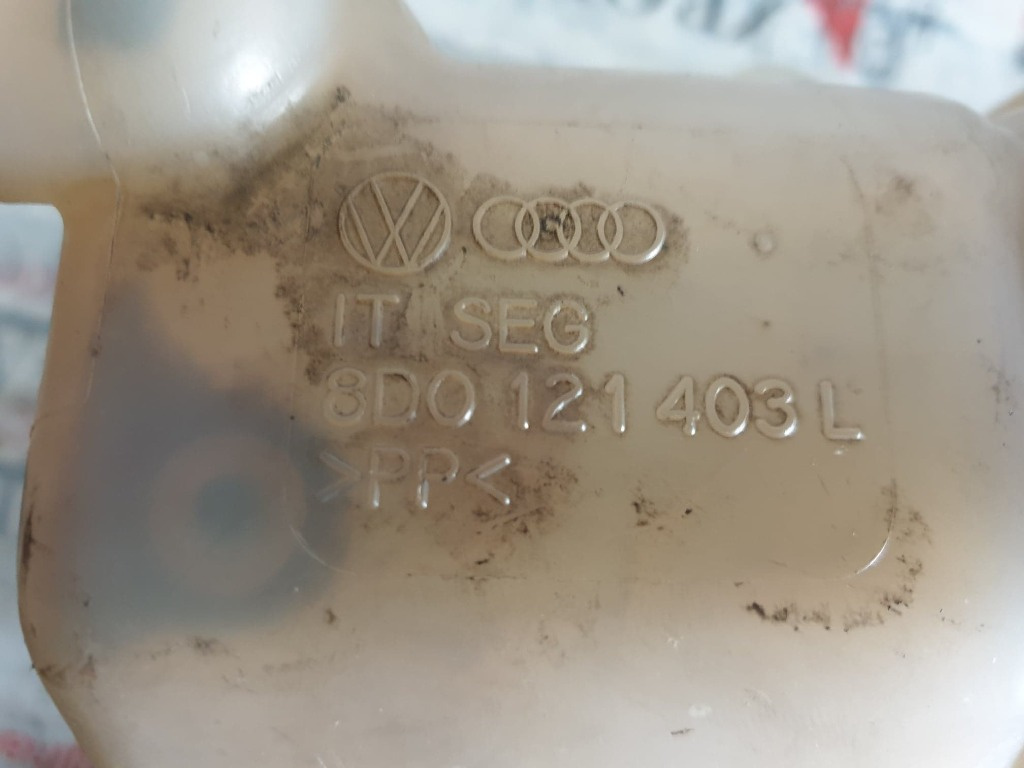 IT SEG
8D0 121 403 L
>PP<